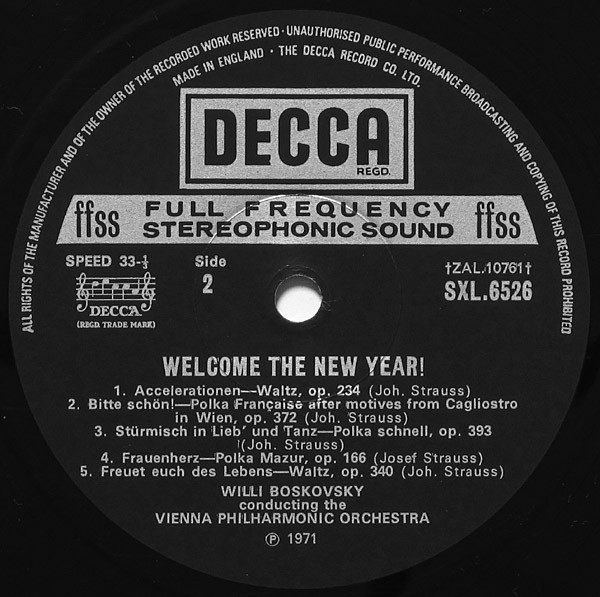 ALL RIGHTS OF THE MANUFACTURER AND OF THE OWNER OF THE RECORDED WORK RESERVED · UNAUTHORISED PUBLIC PERFORMANCE BROADCASTING AND COPYING OF THIS RECORD PROHIBITED
MADE IN ENGLAND · THE DECCA RECORD CO. LTD.
DECCA
REGD.
ffss FULL FREQUENCY STEREOPHONIC SOUND ffss
SPEED 33-⅓
Side
2
†ZAL.10761†
SXL.6526
DECCA
(REGD. TRADE MARK)
WELCOME THE NEW YEAR!
1. Accelerationen—Waltz, op. 234 (Joh. Strauss)
2. Bitte schön!—Polka Française after motives from Cagliostro
in Wien, op. 372 (Joh. Strauss)
3. Stürmisch in Lieb' und Tanz—Polka schnell, op. 393
(Joh. Strauss)
4. Frauenherz—Polka Mazur, op. 166 (Josef Strauss)
5. Freuet euch des Lebens—Waltz, op. 340 (Joh. Strauss)
WILLI BOSKOVSKY
conducting the
VIENNA PHILHARMONIC ORCHESTRA
℗ 1971